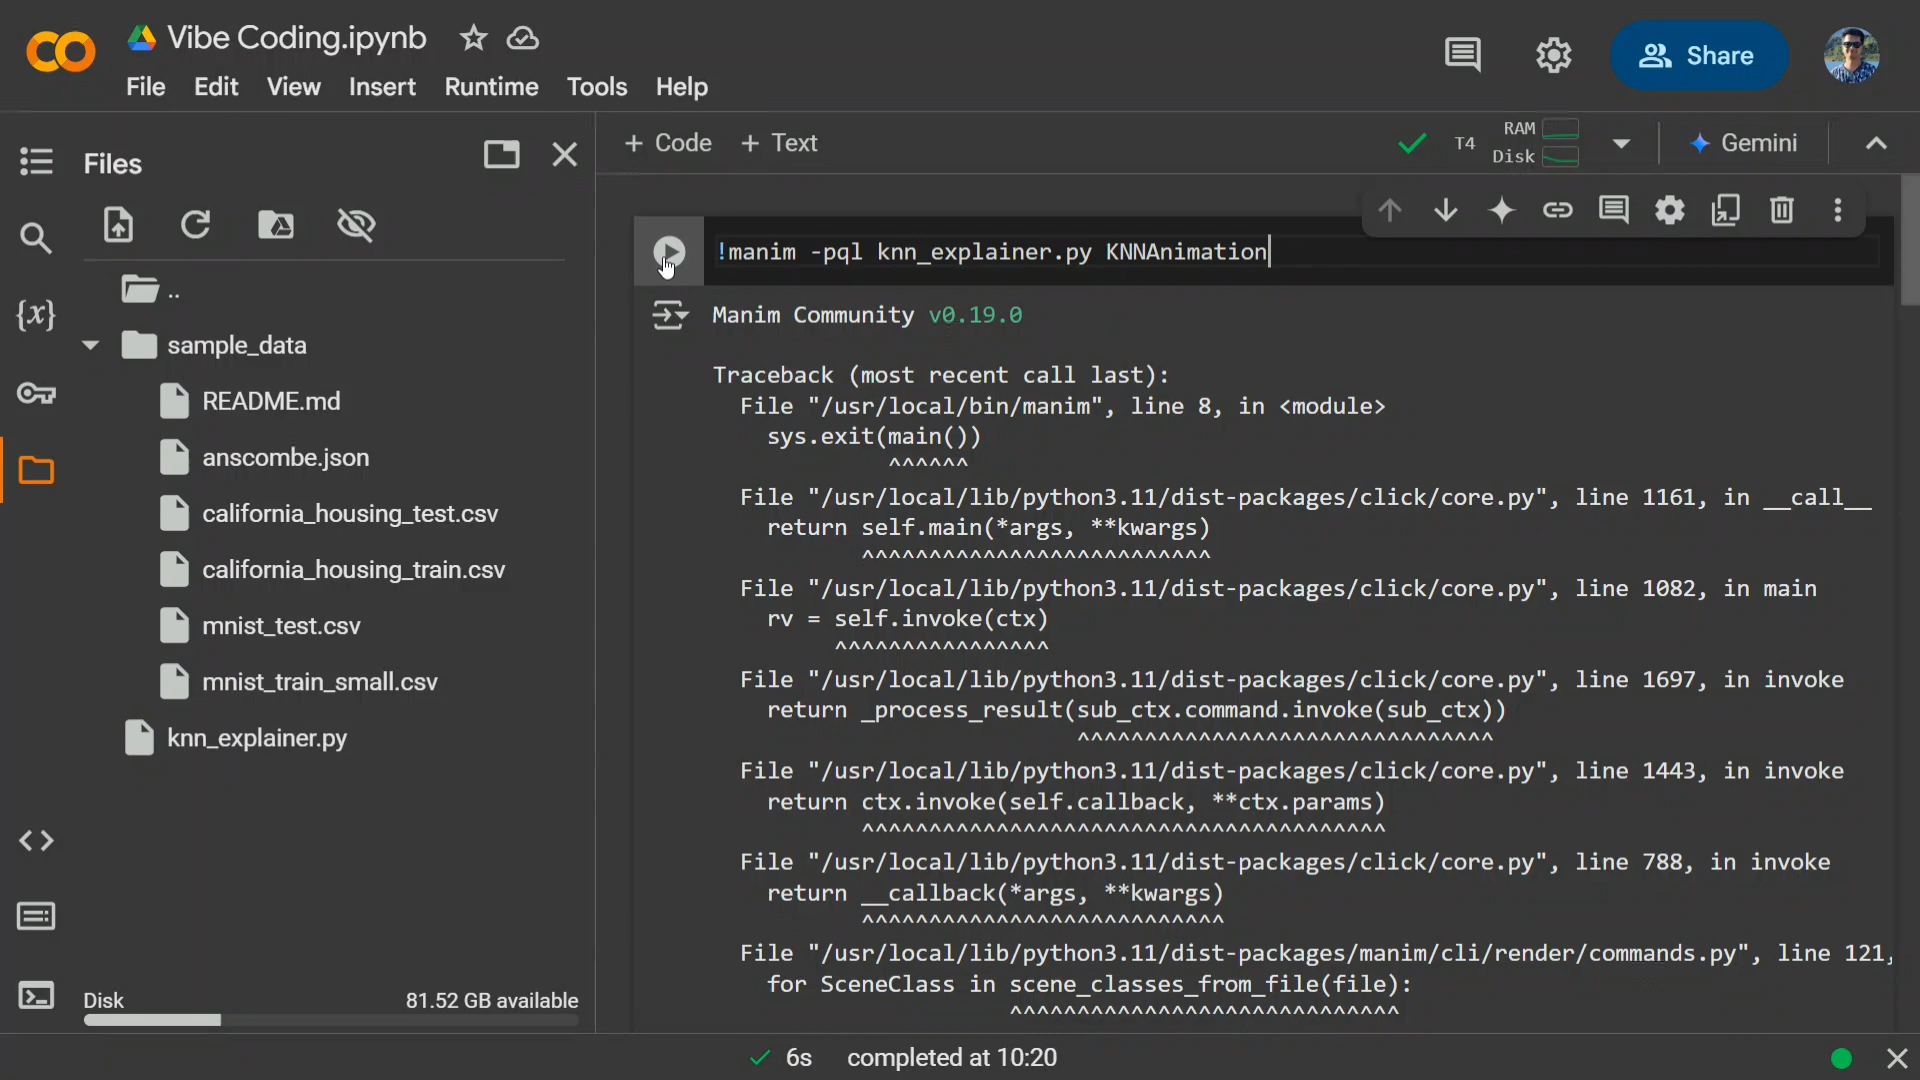 Vibe Coding.ipynb
File Edit View Insert Runtime Tools Help
Share
Files
+ Code + Text
T4
RAM
Disk
Gemini
..
sample_data
README.md
anscombe.json
california_housing_test.csv
california_housing_train.csv
mnist_test.csv
mnist_train_small.csv
knn_explainer.py
Disk 81.52 GB available
!manim -pql knn_explainer.py KNNAnimation
Manim Community v0.19.0
Traceback (most recent call last):
File "/usr/local/bin/manim", line 8, in <module>
sys.exit(main())
^^^^^^
File "/usr/local/lib/python3.11/dist-packages/click/core.py", line 1161, in __call__
return self.main(*args, **kwargs)
^^^^^^^^^^^^^^^^^^^^^^^^^^
File "/usr/local/lib/python3.11/dist-packages/click/core.py", line 1082, in main
rv = self.invoke(ctx)
^^^^^^^^^^^^^^^^
File "/usr/local/lib/python3.11/dist-packages/click/core.py", line 1697, in invoke
return _process_result(sub_ctx.command.invoke(sub_ctx))
^^^^^^^^^^^^^^^^^^^^^^^^^^^^^^^
File "/usr/local/lib/python3.11/dist-packages/click/core.py", line 1443, in invoke
return ctx.invoke(self.callback, **ctx.params)
^^^^^^^^^^^^^^^^^^^^^^^^^^^^^^^^^^^^^^^
File "/usr/local/lib/python3.11/dist-packages/click/core.py", line 788, in invoke
return __callback(*args, **kwargs)
^^^^^^^^^^^^^^^^^^^^^^^^^^^
File "/usr/local/lib/python3.11/dist-packages/manim/cli/render/commands.py", line 121,
for SceneClass in scene_classes_from_file(file):
^^^^^^^^^^^^^^^^^^^^^^^^^^^^^
6s completed at 10:20